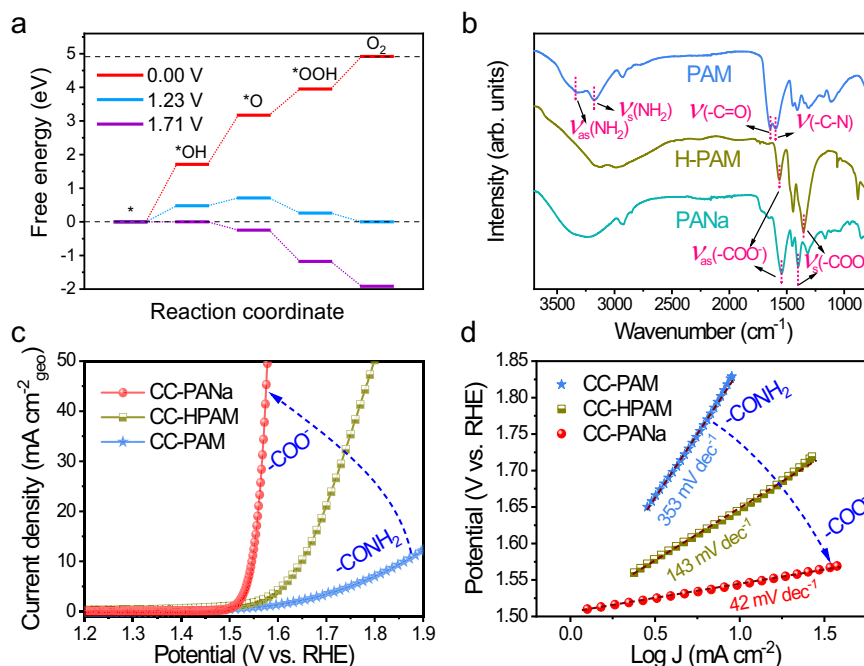 a
Free energy (eV)
5
4
3
2
1
0
-1
-2
0.00 V
1.23 V
1.71 V
*
*OH
*O
*OOH
O2
Reaction coordinate
b
Intensity (arb. units)
PAM
νas(NH2)
νs(NH2)
ν(-C=O)
ν(-C-N)
H-PAM
PANa
νas(-COO-)
νs(-COO
3500 3000 2500 2000 1500 1000
Wavenumber (cm-1)
c
Current density (mA cm-2geo)
50
40
30
20
10
0
CC-PANa
CC-HPAM
CC-PAM
-COO-
-CONH2
1.2 1.3 1.4 1.5 1.6 1.7 1.8 1.9
Potential (V vs. RHE)
d
Potential (V vs. RHE)
1.85
1.80
1.75
1.70
1.65
1.60
1.55
1.50
CC-PAM
CC-HPAM
CC-PANa
-CONH2
353 mV dec-1
143 mV dec-1
-COO-
42 mV dec-1
0.0 0.5 1.0 1.5
Log J (mA cm-2)